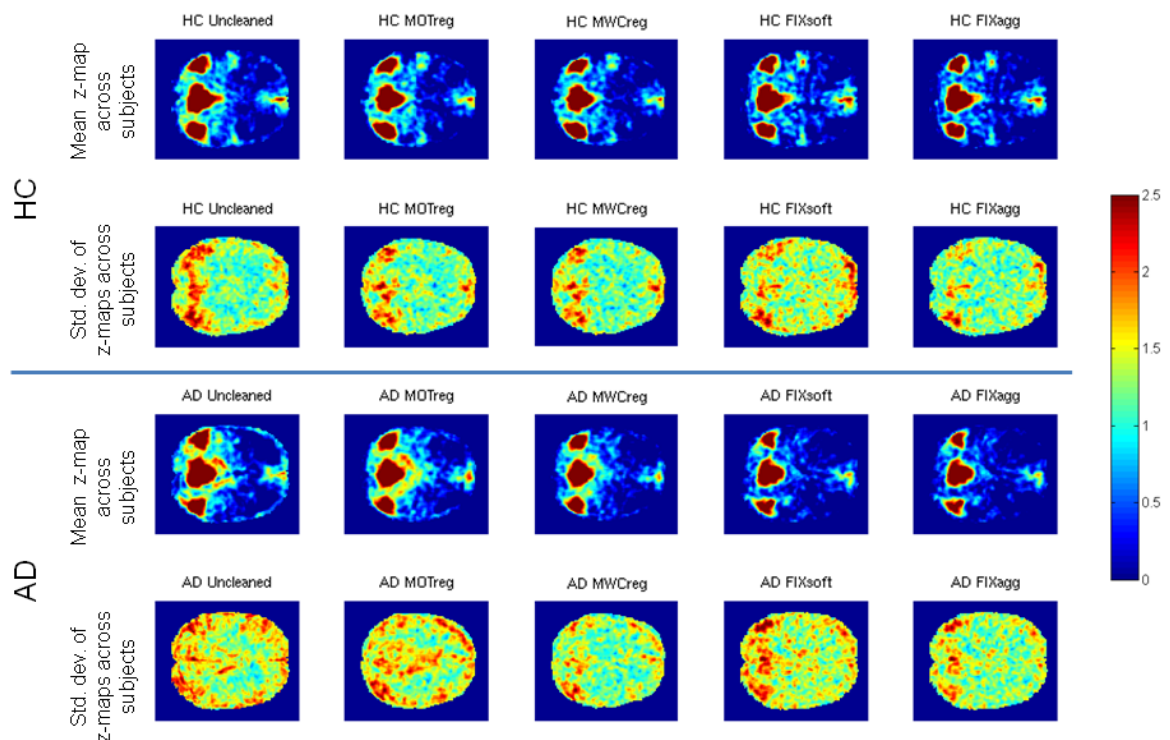 HC Uncleaned
HC MOTreg
HC MWCreg
HC FIXsoft
HC FIXagg
Mean z-map
across
subjects
HC
HC Uncleaned
HC MOTreg
HC MWCreg
HC FIXsoft
HC FIXagg
Std. dev. of
z-maps across
subjects
2.5
2
1.5
1
0.5
0
AD Uncleaned
AD MOTreg
AD MWCreg
AD FIXsoft
AD FIXagg
Mean z-map
across
subjects
AD
AD Uncleaned
AD MOTreg
AD MWCreg
AD FIXsoft
AD FIXagg
Std. dev. of
z-maps across
subjects